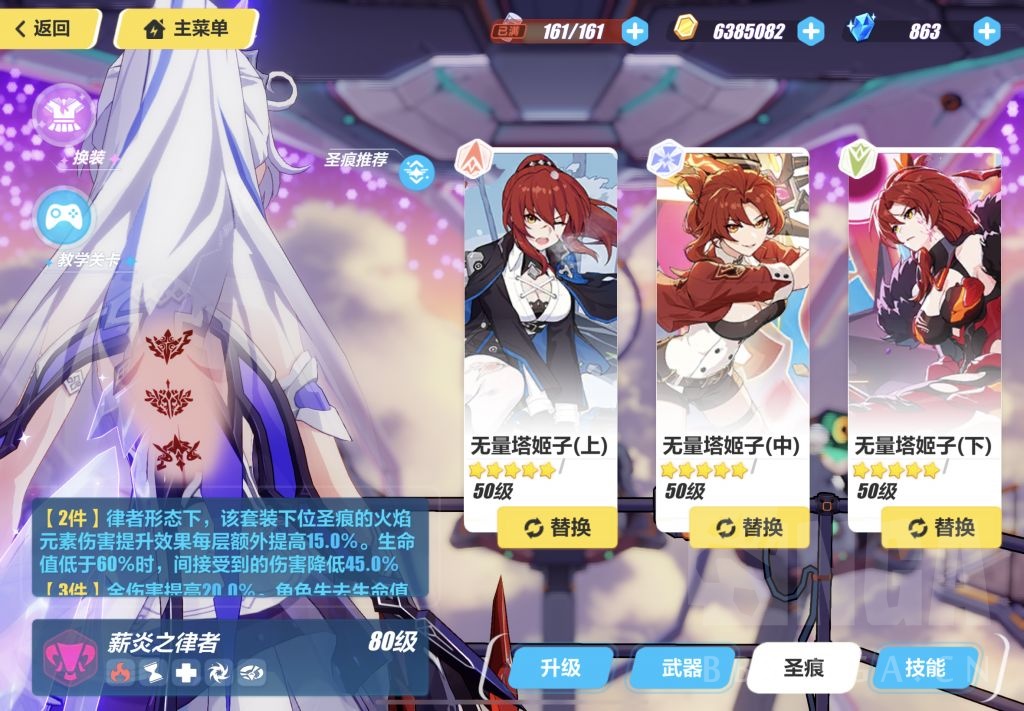 返回
主菜单
已满
161/161
6385082
863
换装
圣痕推荐
教学关卡
无量塔姬子(上)
50级
替换
无量塔姬子(中)
50级
替换
无量塔姬子(下)
50级
替换
【2件】律者形态下，该套装下位圣痕的火焰
元素伤害提升效果每层额外提高15.0%。生命
值低于60%时，间接受到的伤害降低45.0%
【3件】全伤害提高20.0%，角色失去生命值
薪炎之律者
80级
升级
武器
圣痕
技能